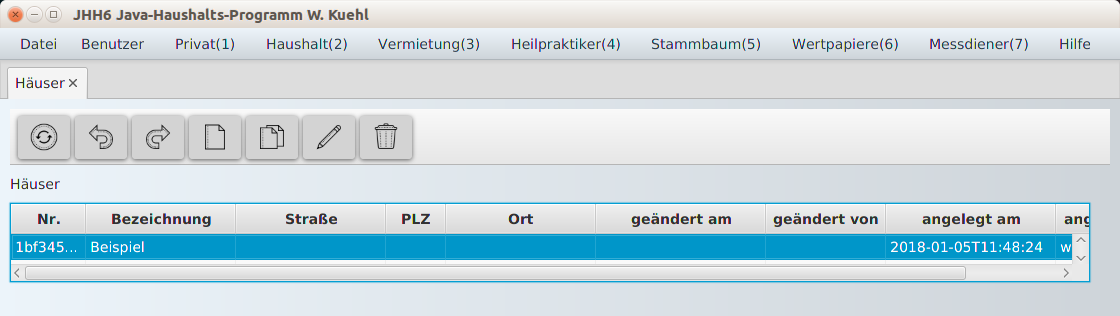 JHH6 Java-Haushalts-Programm W. Kuehl
Datei Benutzer Privat(1) Haushalt(2) Vermietung(3) Heilpraktiker(4) Stammbaum(5) Wertpapiere(6) Messdiener(7) Hilfe
Häuser
Häuser
Nr. Bezeichnung Straße PLZ Ort geändert am geändert von angelegt am ang
1bf345... Beispiel 2018-01-05T11:48:24 w